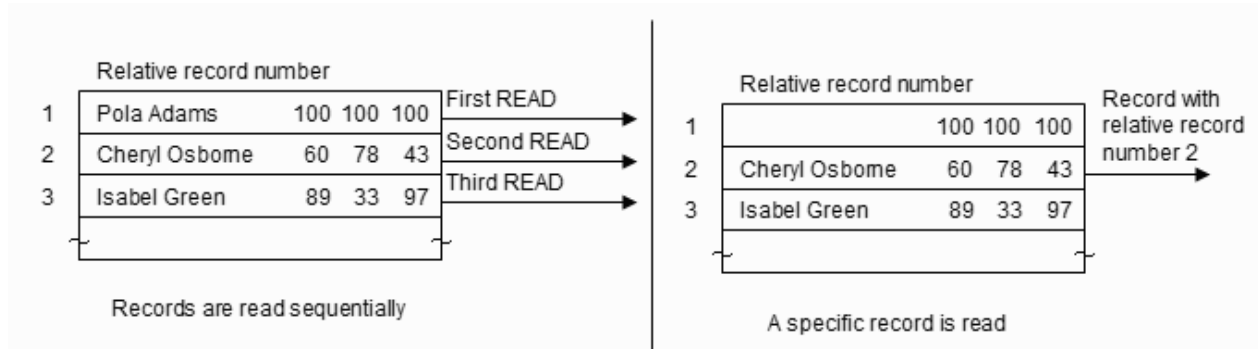 Relative record number
1 Pola Adams 100 100 100 First READ
2 Cheryl Osborne 60 78 43 Second READ
3 Isabel Green 89 33 97 Third READ
Records are read sequentially
Relative record number
1 100 100 100
2 Cheryl Osborne 60 78 43
3 Isabel Green 89 33 97
Record with
relative record
number 2
A specific record is read